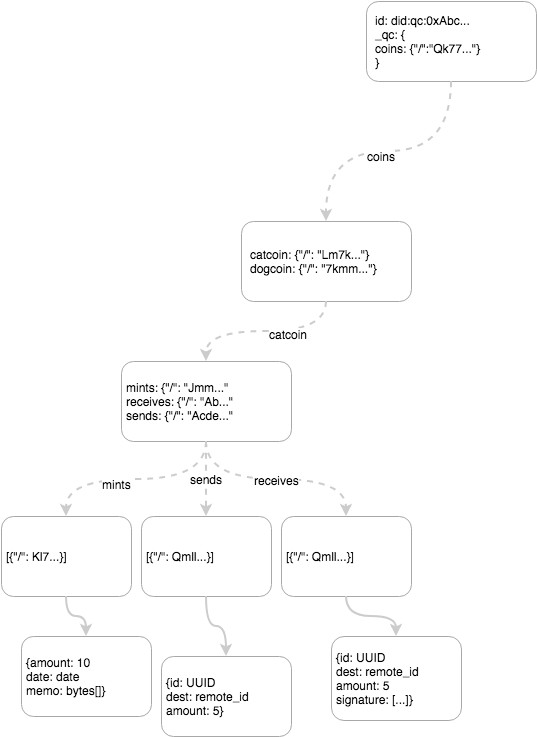 id: did:qc:0xAbc...
_qc: {
coins: {"/":"Qk77..."}
}
coins
catcoin: {"/": "Lm7k..."}
dogcoin: {"/": "7kmm..."}
catcoin
mints: {"/": "Jmm..."
receives: {"/": "Ab..."
sends: {"/": "Acde..."
mints
sends
receives
[{"/": Kl7...}]
[{"/": Qmll...}]
[{"/": Qmll...}]
{amount: 10
date: date
memo: bytes[]}
{id: UUID
dest: remote_id
amount: 5}
{id: UUID
dest: remote_id
amount: 5
signature: [...]}